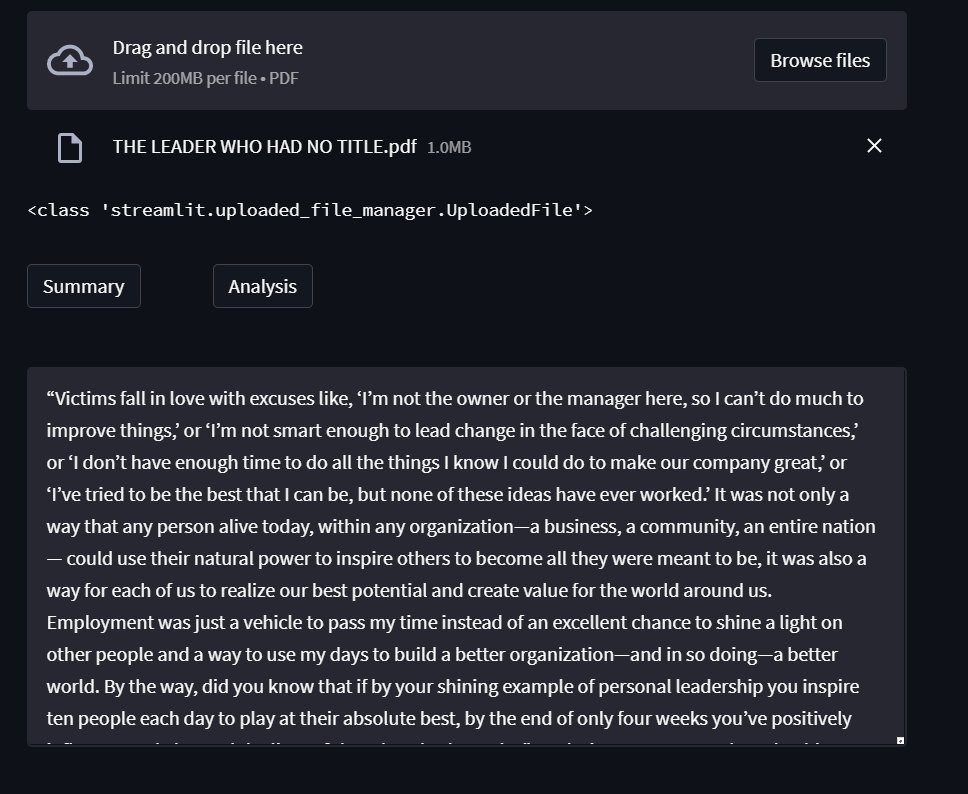 Drag and drop file here
Limit 200MB per file • PDF
Browse files
THE LEADER WHO HAD NO TITLE.pdf 1.0MB
<class 'streamlit.uploaded_file_manager.UploadedFile'>
Summary
Analysis
“Victims fall in love with excuses like, ‘I’m not the owner or the manager here, so I can’t do much to
improve things,’ or ‘I’m not smart enough to lead change in the face of challenging circumstances,’
or ‘I don’t have enough time to do all the things I know I could do to make our company great,’ or
‘I’ve tried to be the best that I can be, but none of these ideas have ever worked.’ It was not only a
way that any person alive today, within any organization—a business, a community, an entire nation
— could use their natural power to inspire others to become all they were meant to be, it was also a
way for each of us to realize our best potential and create value for the world around us.
Employment was just a vehicle to pass my time instead of an excellent chance to shine a light on
other people and a way to use my days to build a better organization—and in so doing—a better
world. By the way, did you know that if by your shining example of personal leadership you inspire
ten people each day to play at their absolute best, by the end of only four weeks you’ve positively